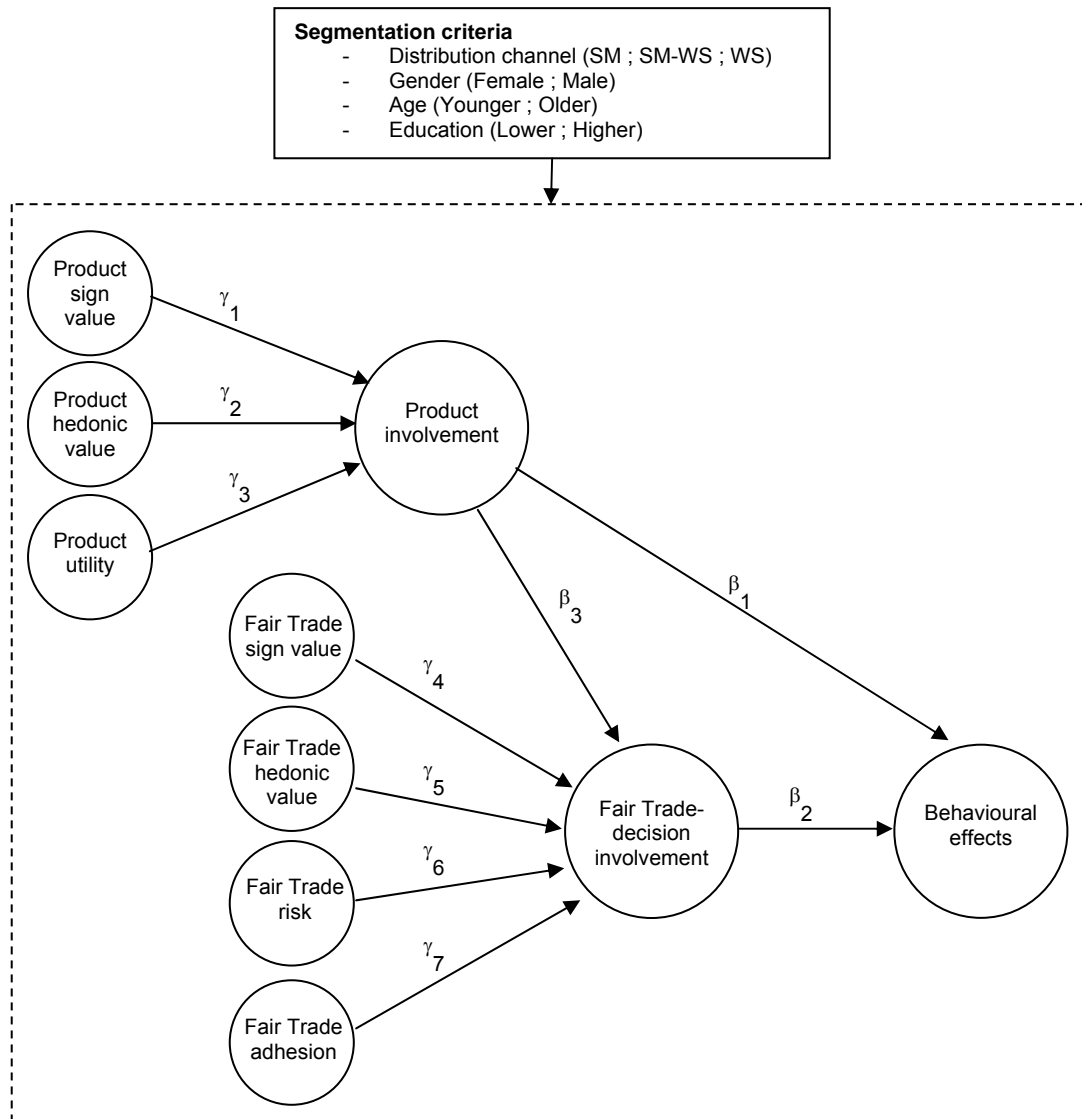 Segmentation criteria
- Distribution channel (SM ; SM-WS ; WS)
- Gender (Female ; Male)
- Age (Younger ; Older)
- Education (Lower ; Higher)
Product
sign
value
γ1
Product
hedonic value
γ2
Product
involvement
γ3
Product
utility
β3
β1
Fair Trade
sign value
γ4
Fair Trade
hedonic
value
γ5
Fair Trade-
decision
involvement
β2
Behavioural
effects
γ6
Fair Trade
risk
γ7
Fair Trade
adhesion